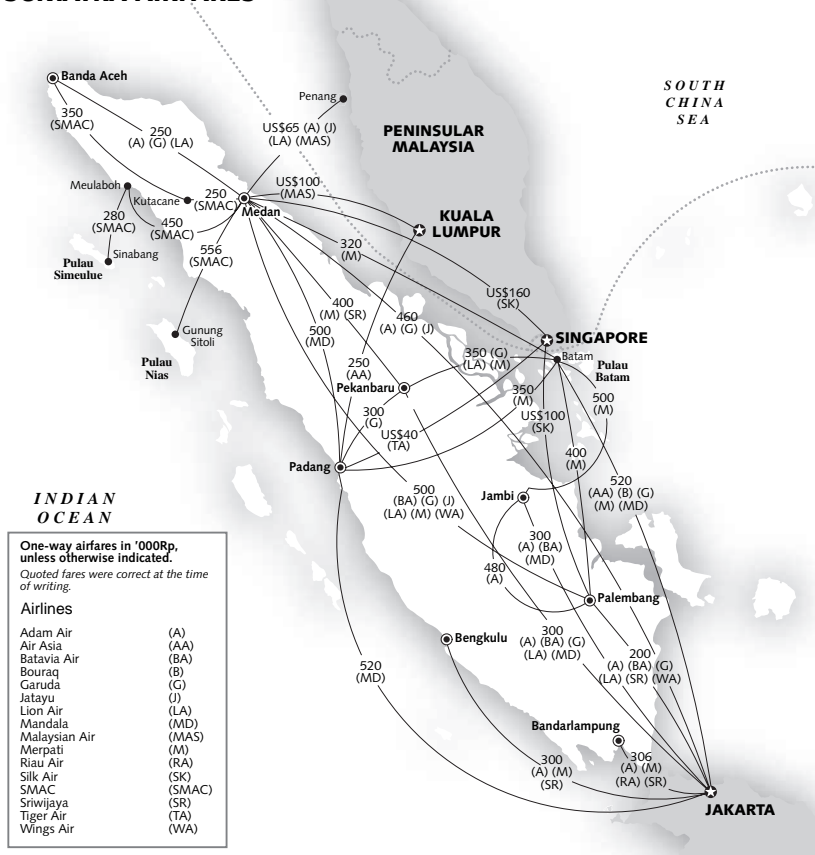 Banda Aceh
350
(SMAC)
250
(A) (G) (LA)
Penang
US$65 (A) (J)
(LA) (MAS)
PENINSULAR
MALAYSIA
SOUTH
CHINA
SEA
Meulaboh
Kutacane
250
(SMAC)
Medan
US$100
(MAS)
280
(SMAC)
450
(SMAC)
Sinabang
Pulau
Simeulue
556
(SMAC)
KUALA
LUMPUR
320
(M)
US$160
(SK)
400
(M) (SR)
460
(A) (G) (J)
500
(MD)
Gunung
Sitoli
Pulau
Nias
SINGAPORE
Batam
Pulau
Batam
350 (G)
(LA) (M)
250
(AA)
Pekanbaru
350
(M)
500
(M)
300
(G)
US$40
(TA)
US$100
(SK)
400
(M)
Padang
520
(AA) (B) (G)
(M) (MD)
500
(BA) (G) (J)
(LA) (M) (WA)
Jambi
300
(A) (BA)
(MD)
480
(A)
Palembang
INDIAN
OCEAN
Bengkulu
300
(A) (BA) (G)
(LA) (MD)
200
(A) (BA) (G)
(LA) (SR) (WA)
520
(MD)
Bandarlampung
300
(A) (M)
(SR)
306
(A) (M)
(RA) (SR)
JAKARTA
One-way airfares in '000Rp,
unless otherwise indicated.
Quoted fares were correct at the time
of writing.
Airlines
Adam Air (A)
Air Asia (AA)
Batavia Air (BA)
Bouraq (B)
Garuda (G)
Jatayu (J)
Lion Air (LA)
Mandala (MD)
Malaysian Air (MAS)
Merpati (M)
Riau Air (RA)
Silk Air (SK)
SMAC (SMAC)
Sriwijaya (SR)
Tiger Air (TA)
Wings Air (WA)